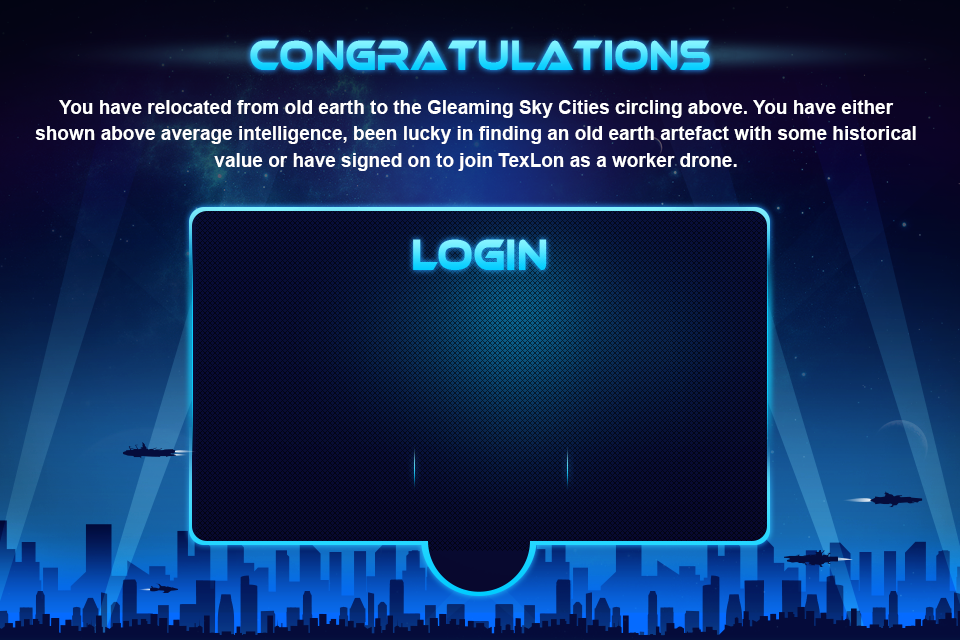 CONGRATULATIONS
You have relocated from old earth to the Gleaming Sky Cities circling above. You have either
shown above average intelligence, been lucky in finding an old earth artefact with some historical
value or have signed on to join TexLon as a worker drone.
LOGIN